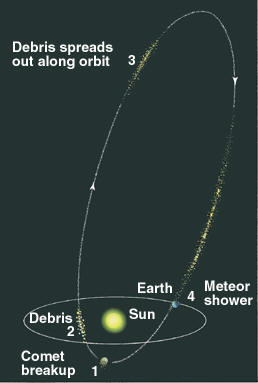 Debris spreads
out along orbit
3
Earth
4
Meteor
shower
Debris
2
Sun
Comet
breakup
1